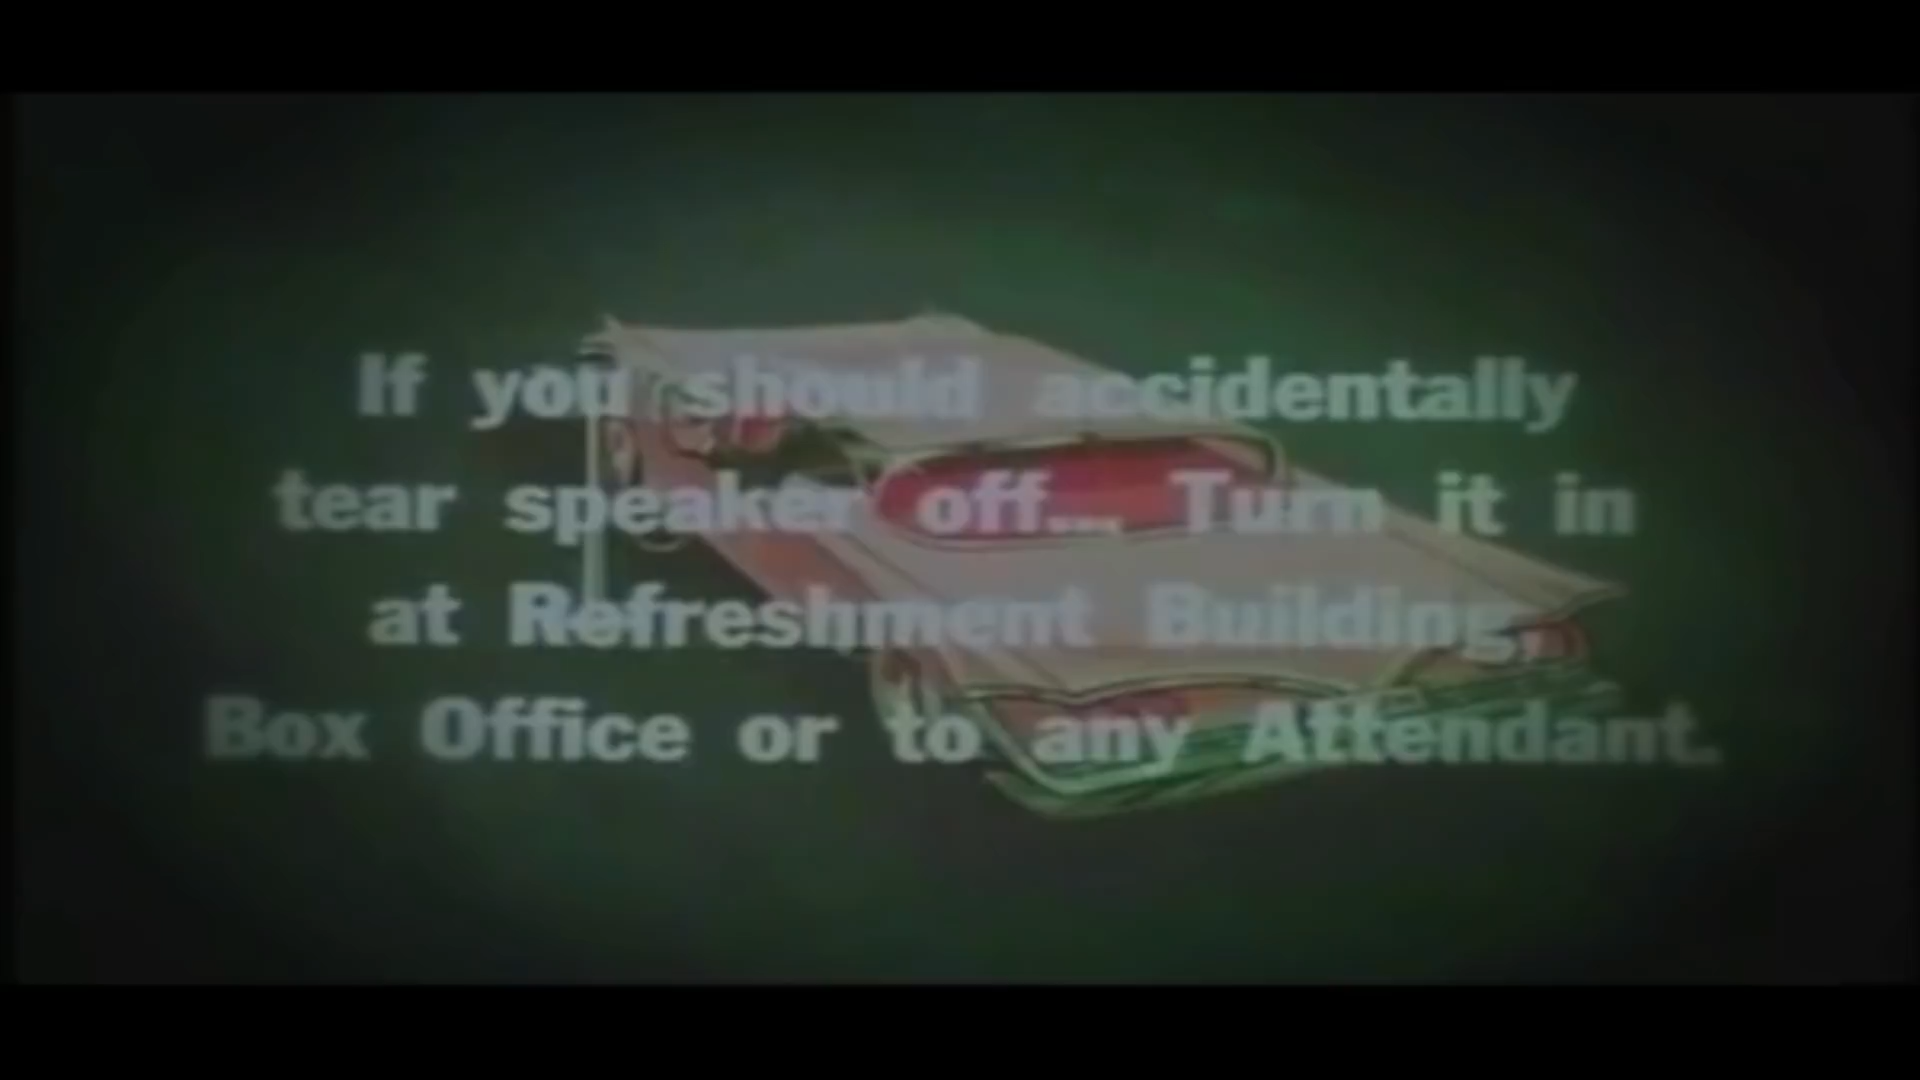 If you should accidentally
tear speaker off... Turn it in
at Refreshment Building,
Box Office or to any Attendant.